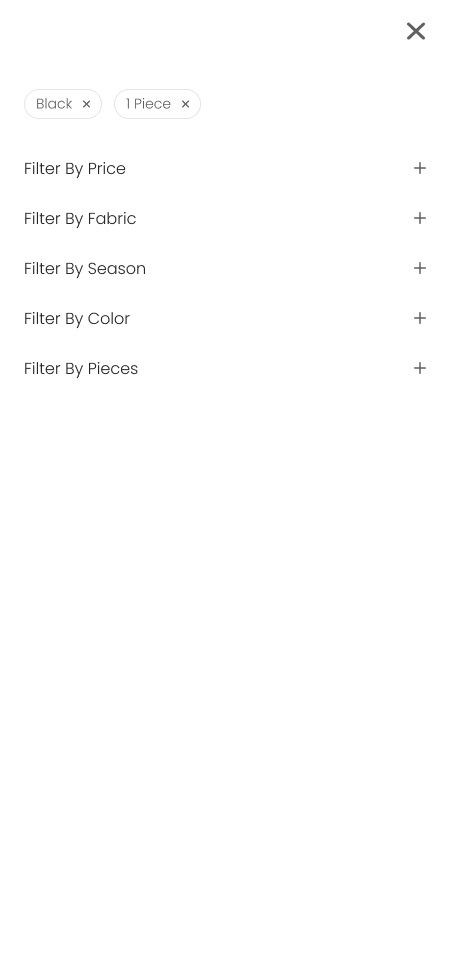 Black
1 Piece
Filter By Price
Filter By Fabric
Filter By Season
Filter By Color
Filter By Pieces